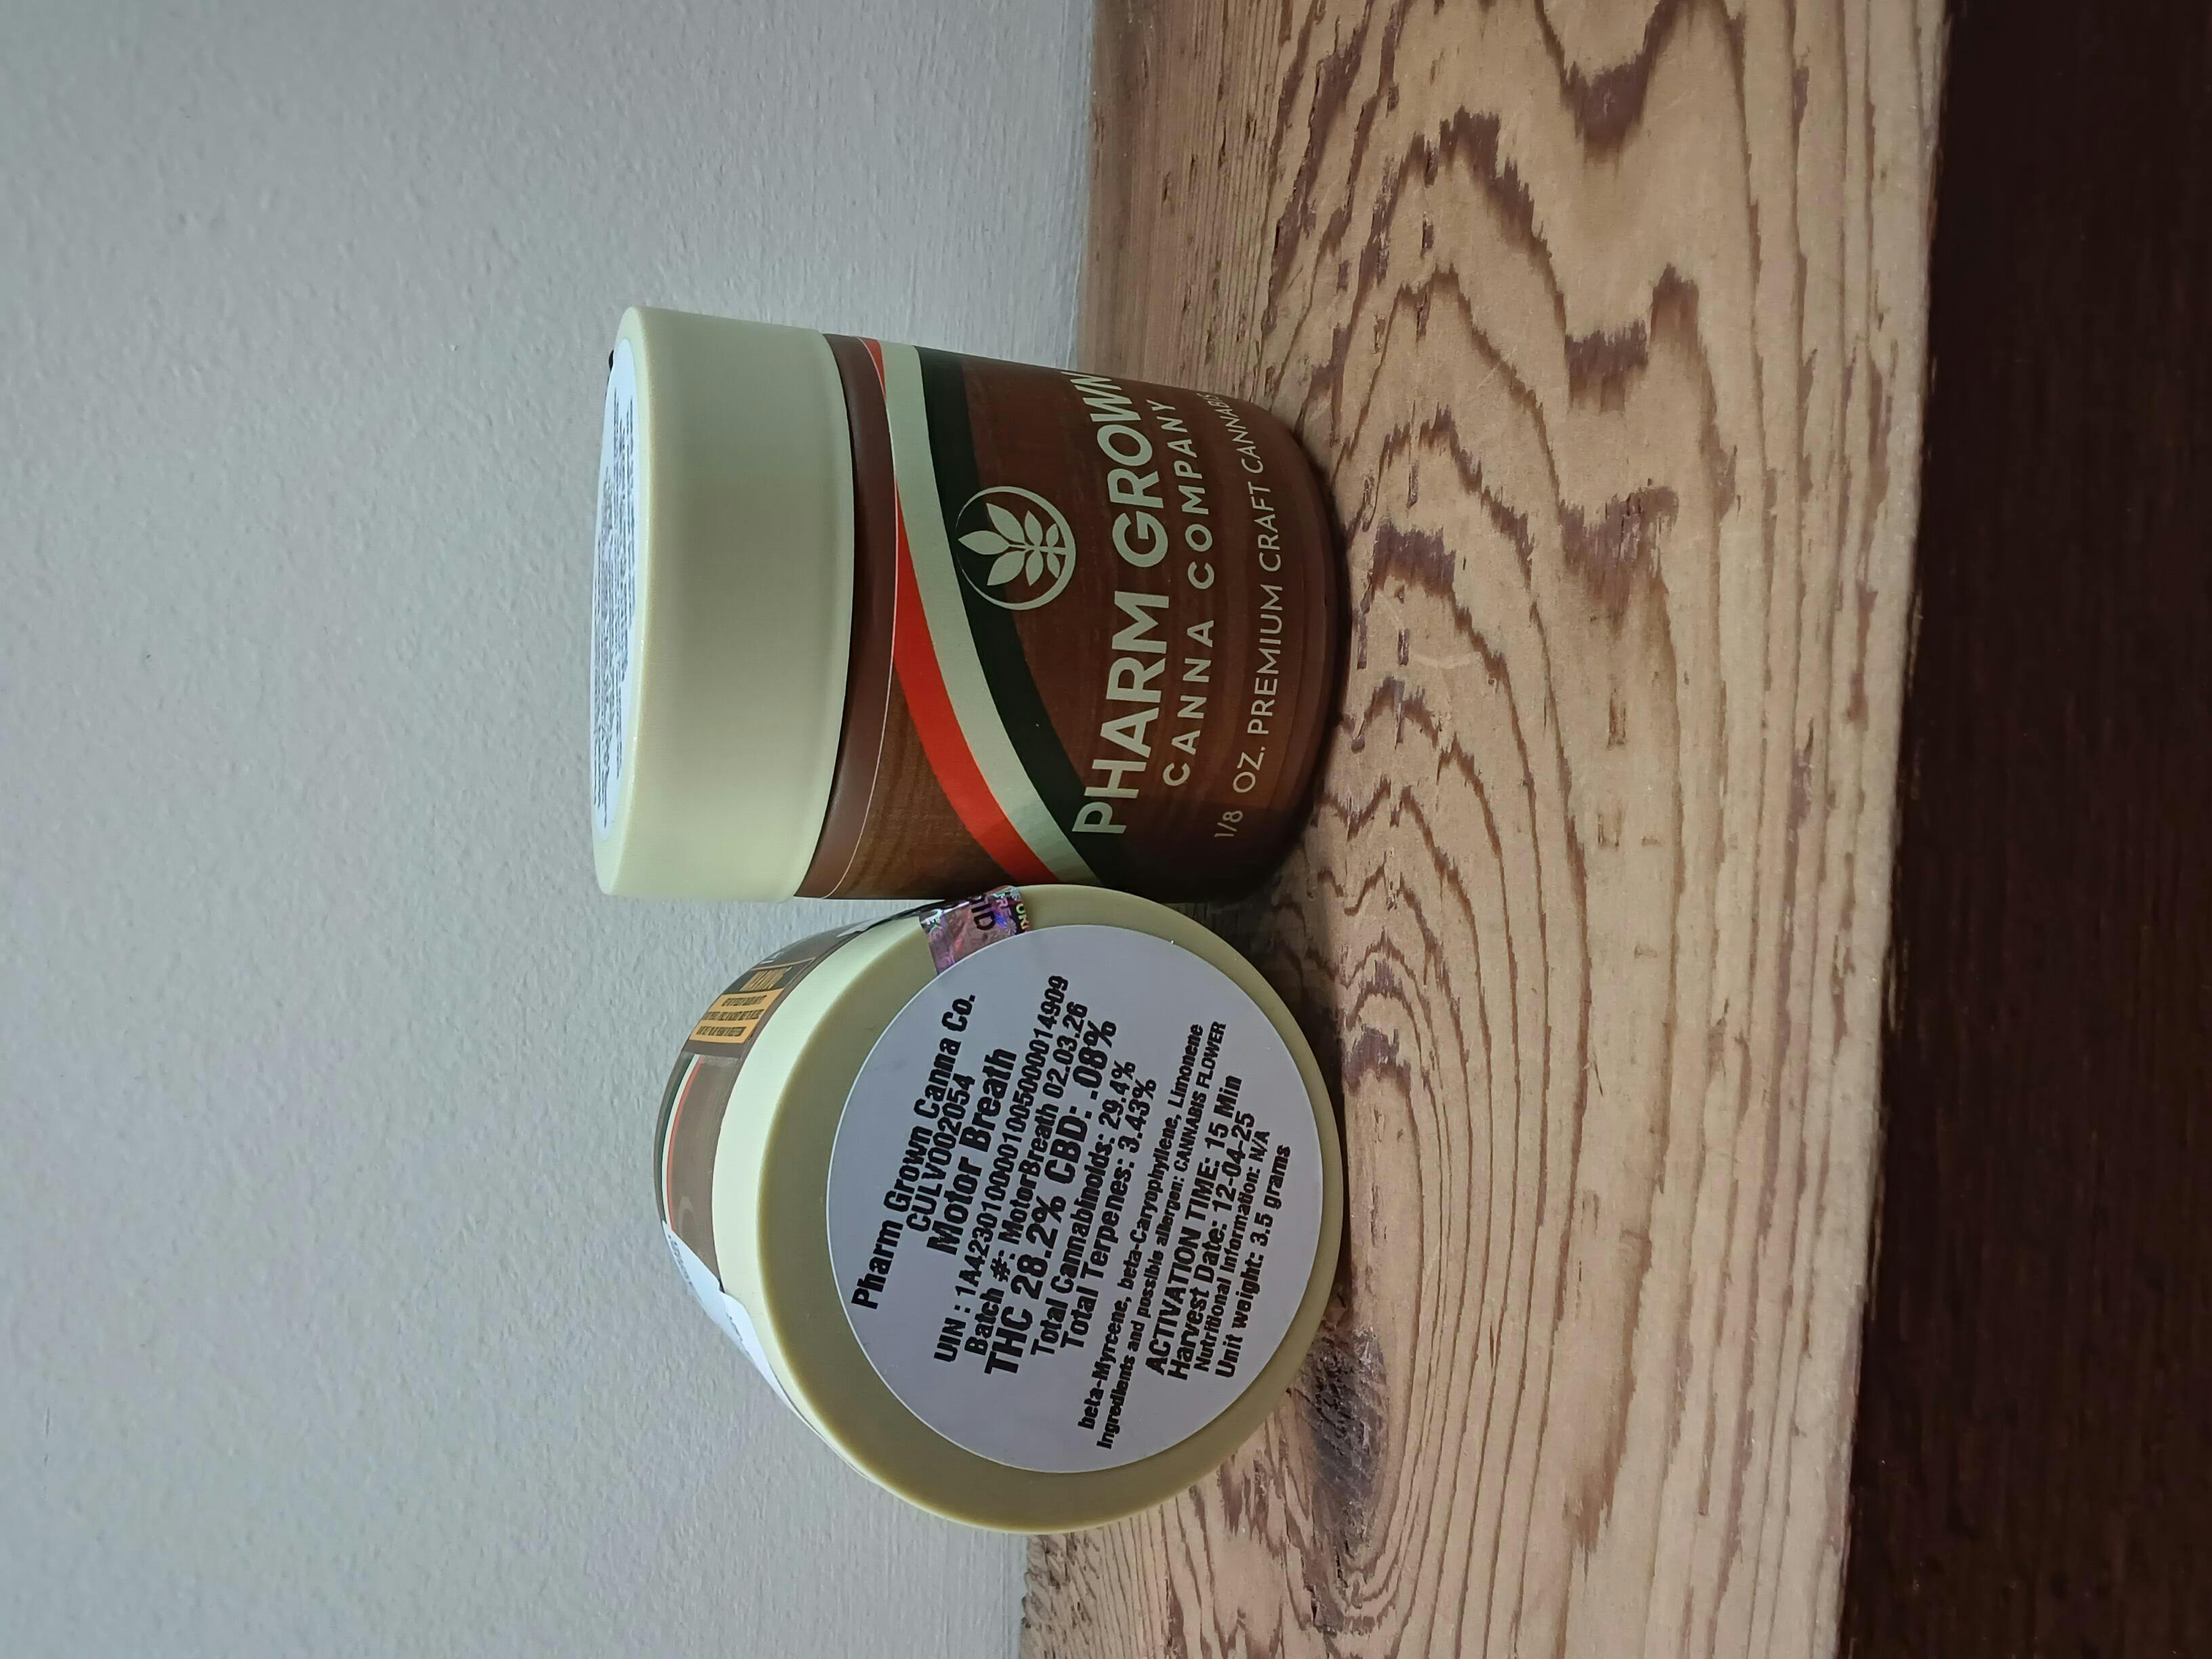 PHARM GROWN
CANNA COMPANY
1/8 OZ. PREMIUM CRAFT CANNABIS
Pharm Grown Canna Co.
CULV002054
Motor Breath
UIN : 1A4230100001005000014909
Batch #: MotorBreath 02.03.26
THC 28.2% CBD: .08%
Total Cannabinoids: 29.4%
Total Terpenes: 3.43%
beta-Myrcene, beta-Caryophyllene, Limonene
Ingredients and possible allergen: CANNABIS FLOWER
ACTIVATION TIME: 15 Min
Harvest Date: 12-04-25
Nutritional Information: N/A
Unit weight: 3.5 grams